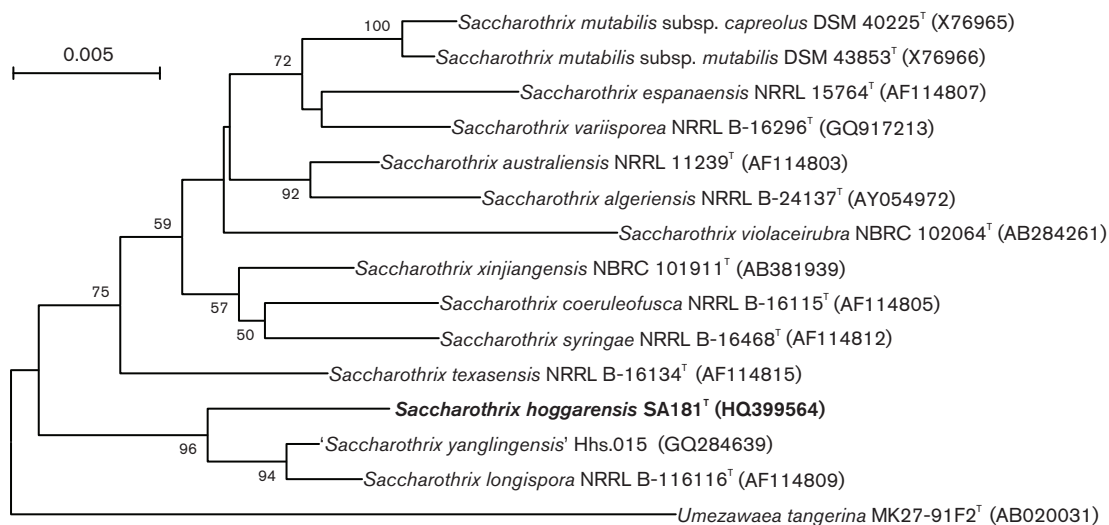 Saccharothrix mutabilis subsp. capreolus DSM 40225ᵀ (X76965)
100
0.005
Saccharothrix mutabilis subsp. mutabilis DSM 43853ᵀ (X76966)
72
Saccharothrix espanaensis NRRL 15764ᵀ (AF114807)
Saccharothrix variisporea NRRL B-16296ᵀ (GQ917213)
Saccharothrix australiensis NRRL 11239ᵀ (AF114803)
92
Saccharothrix algeriensis NRRL B-24137ᵀ (AY054972)
59
Saccharothrix violaceirubra NBRC 102064ᵀ (AB284261)
Saccharothrix xinjiangensis NBRC 101911ᵀ (AB381939)
75
57
Saccharothrix coeruleofusca NRRL B-16115ᵀ (AF114805)
50
Saccharothrix syringae NRRL B-16468ᵀ (AF114812)
Saccharothrix texasensis NRRL B-16134ᵀ (AF114815)
Saccharothrix hoggarensis SA181ᵀ (HQ399564)
96
‘Saccharothrix yanglingensis’ Hhs.015 (GQ284639)
94
Saccharothrix longispora NRRL B-116116ᵀ (AF114809)
Umezawaea tangerina MK27-91F2ᵀ (AB020031)